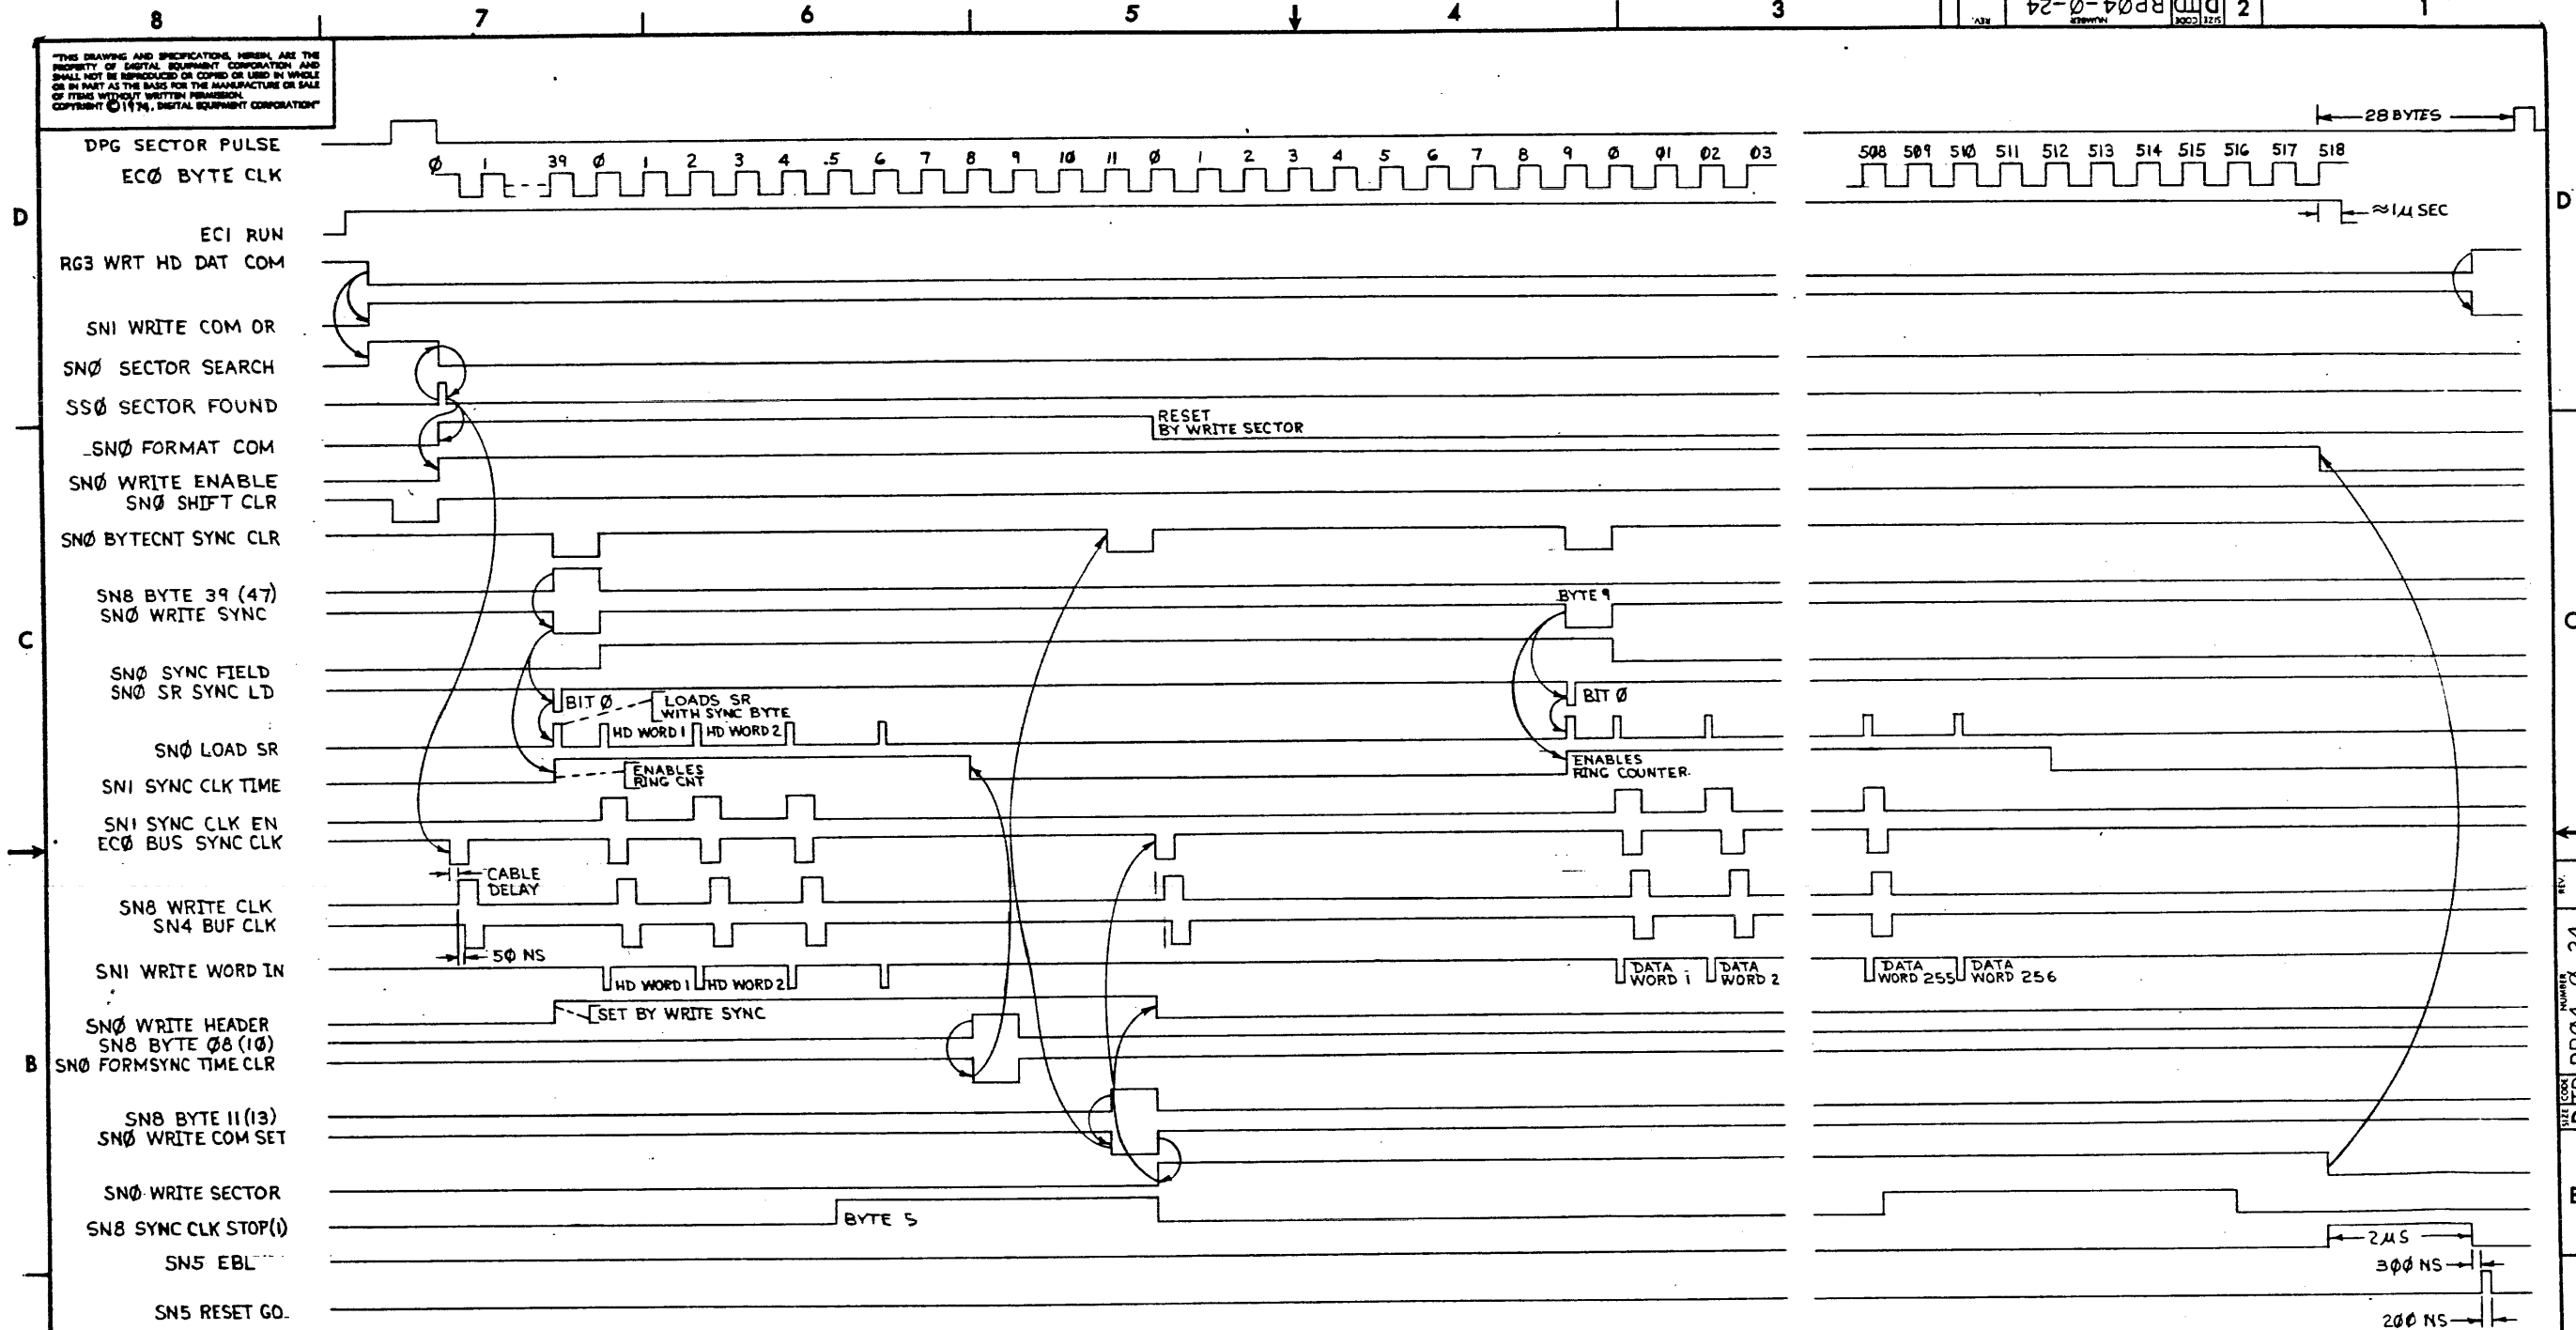 8 7 6 5 4 3 2 1
REV. NUMBER RP04-0-24 CODE TD SIZE D
"THIS DRAWING AND SPECIFICATIONS, HEREIN, ARE THE
PROPERTY OF DIGITAL EQUIPMENT CORPORATION AND
SHALL NOT BE REPRODUCED OR COPIED OR USED IN WHOLE
OR IN PART AS THE BASIS FOR THE MANUFACTURE OR SALE
OF ITEMS WITHOUT WRITTEN PERMISSION.
COPYRIGHT © 1974, DIGITAL EQUIPMENT CORPORATION"
28 BYTES
DPG SECTOR PULSE
Ø 1 39 Ø 1 2 3 4 .5 6 7 8 9 1Ø 11 Ø 1 2 3 4 5 6 7 8 9 Ø Ø1 Ø2 Ø3 5Ø8 5Ø9 51Ø 511 512 513 514 515 516 517 518
ECØ BYTE CLK
D
D
≈1μ SEC
EC1 RUN
RG3 WRT HD DAT COM
SN1 WRITE COM OR
SNØ SECTOR SEARCH
SSØ SECTOR FOUND
RESET
BY WRITE SECTOR
SNØ FORMAT COM
SNØ WRITE ENABLE
SNØ SHIFT CLR
SNØ BYTECNT SYNC CLR
SN8 BYTE 39 (47)
BYTE 9
SNØ WRITE SYNC
C
C
SNØ SYNC FIELD
SNØ SR SYNC LD
BIT Ø
LOADS SR
WITH SYNC BYTE
BIT Ø
HD WORD 1 HD WORD 2
SNØ LOAD SR
ENABLES
RING CNT
ENABLES
RING COUNTER.
SN1 SYNC CLK TIME
SN1 SYNC CLK EN
ECØ BUS SYNC CLK
CABLE
DELAY
SN8 WRITE CLK
SN4 BUF CLK
5Ø NS
SN1 WRITE WORD IN
HD WORD 1 HD WORD 2
DATA
WORD 1
DATA
WORD 2
DATA
WORD 255
DATA
WORD 256
SET BY WRITE SYNC
SNØ WRITE HEADER
SN8 BYTE Ø8 (1Ø)
B
SNØ FORMSYNC TIME CLR
SN8 BYTE 11 (13)
SNØ WRITE COM SET
SNØ WRITE SECTOR
BYTE 5
SN8 SYNC CLK STOP(1)
2μS
SN5 EBL
3ØØ NS
SN5 RESET GO
2ØØ NS
REV.
NUMBER
CODE
SIZE